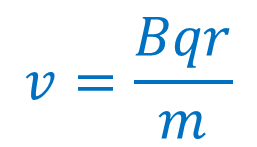 v = Bqr / m